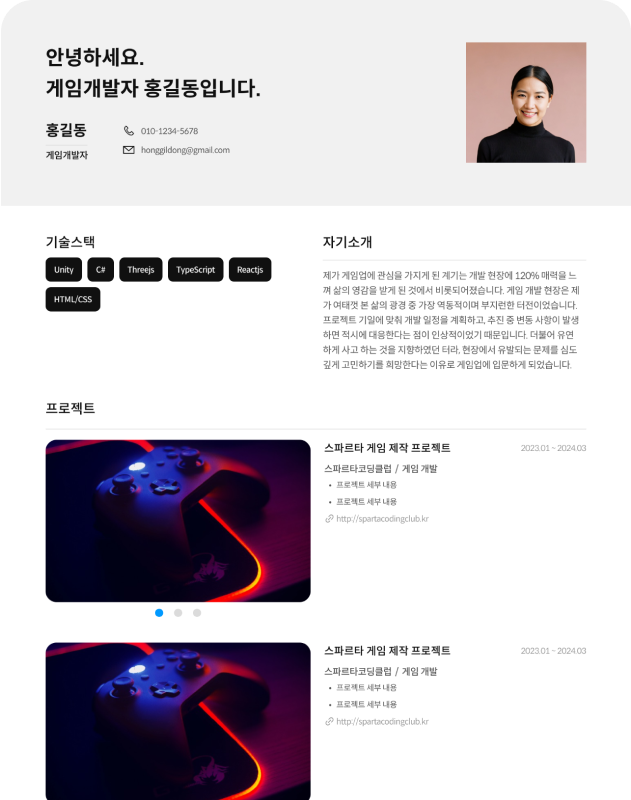 안녕하세요.
게임개발자 홍길동입니다.
홍길동
게임개발자
010-1234-5678
honggildong@gmail.com
기술스택
Unity
C#
Threejs
TypeScript
Reactjs
HTML/CSS
자기소개
제가 게임업에 관심을 가지게 된 계기는 개발 현장에 120% 매력을 느
껴 삶의 영감을 받게 된 것에서 비롯되어졌습니다. 게임 개발 현장은 제
가 여태껏 본 삶의 광경 중 가장 역동적이며 부지런한 터전이었습니다.
프로젝트 기일에 맞춰 개발 일정을 계획하고, 추진 중 변동 사항이 발생
하면 적시에 대응한다는 점이 인상적이었기 때문입니다. 더불어 유연
하게 사고 하는 것을 지향하였던 터라, 현장에서 유발되는 문제를 심도
깊게 고민하기를 희망한다는 이유로 게임업에 입문하게 되었습니다.
프로젝트
스파르타 게임 제작 프로젝트
2023.01 ~ 2024.03
스파르타코딩클럽 / 게임 개발
• 프로젝트 세부 내용
• 프로젝트 세부 내용
http://spartacodingclub.kr
스파르타 게임 제작 프로젝트
2023.01 ~ 2024.03
스파르타코딩클럽 / 게임 개발
• 프로젝트 세부 내용
• 프로젝트 세부 내용
http://spartacodingclub.kr